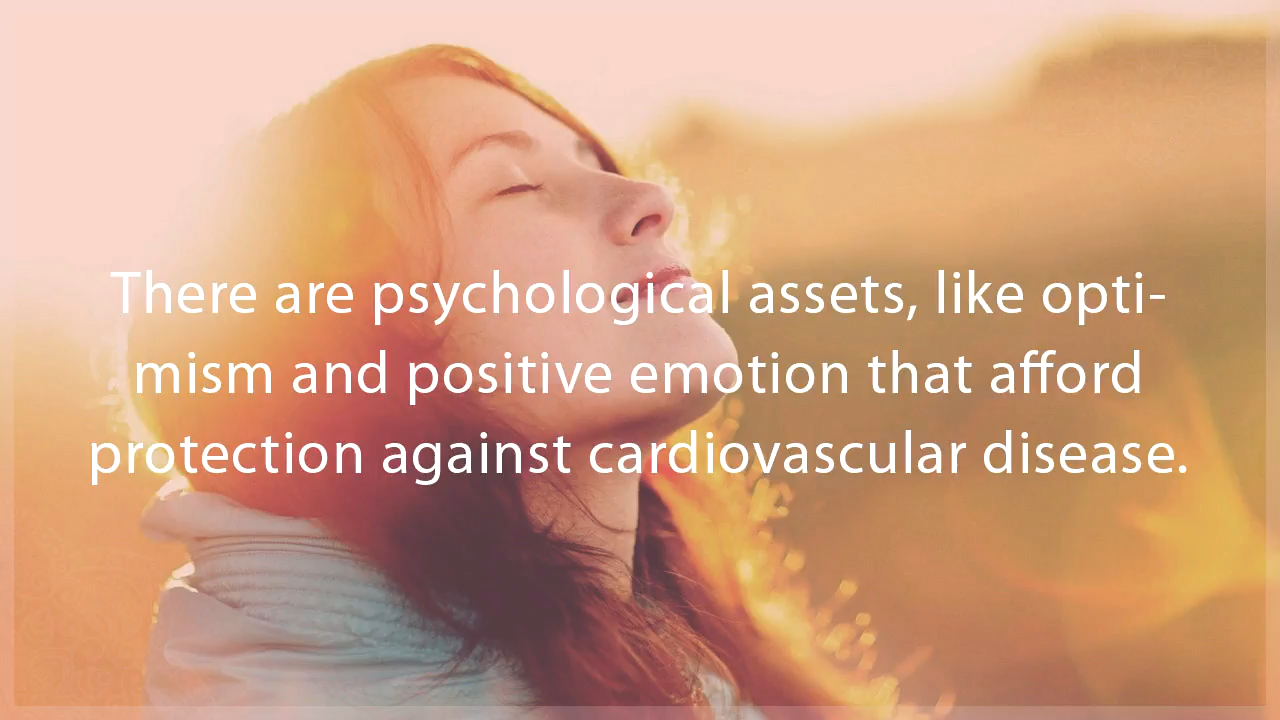 There are psychological assets, like opti-
mism and positive emotion that afford
protection against cardiovascular disease.